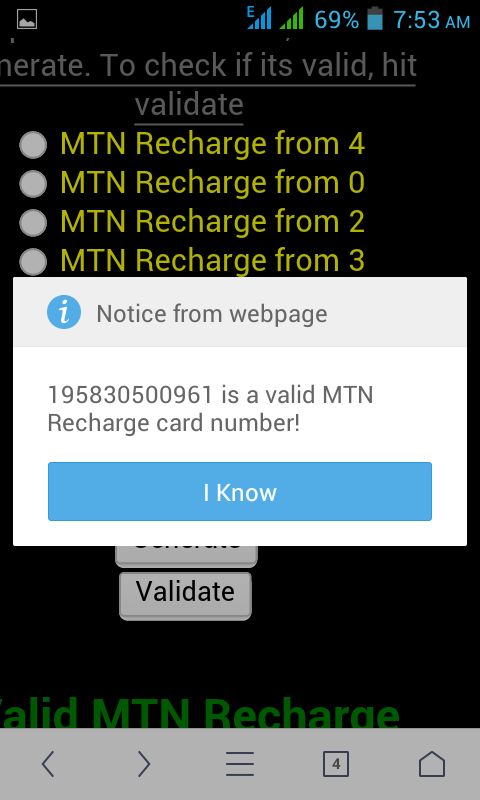 E 69% 7:53 AM
nerate. To check if its valid, hit
validate
MTN Recharge from 4
MTN Recharge from 0
MTN Recharge from 2
MTN Recharge from 3
Notice from webpage
195830500961 is a valid MTN
Recharge card number!
I Know
Generate
Validate
Valid MTN Recharge
4